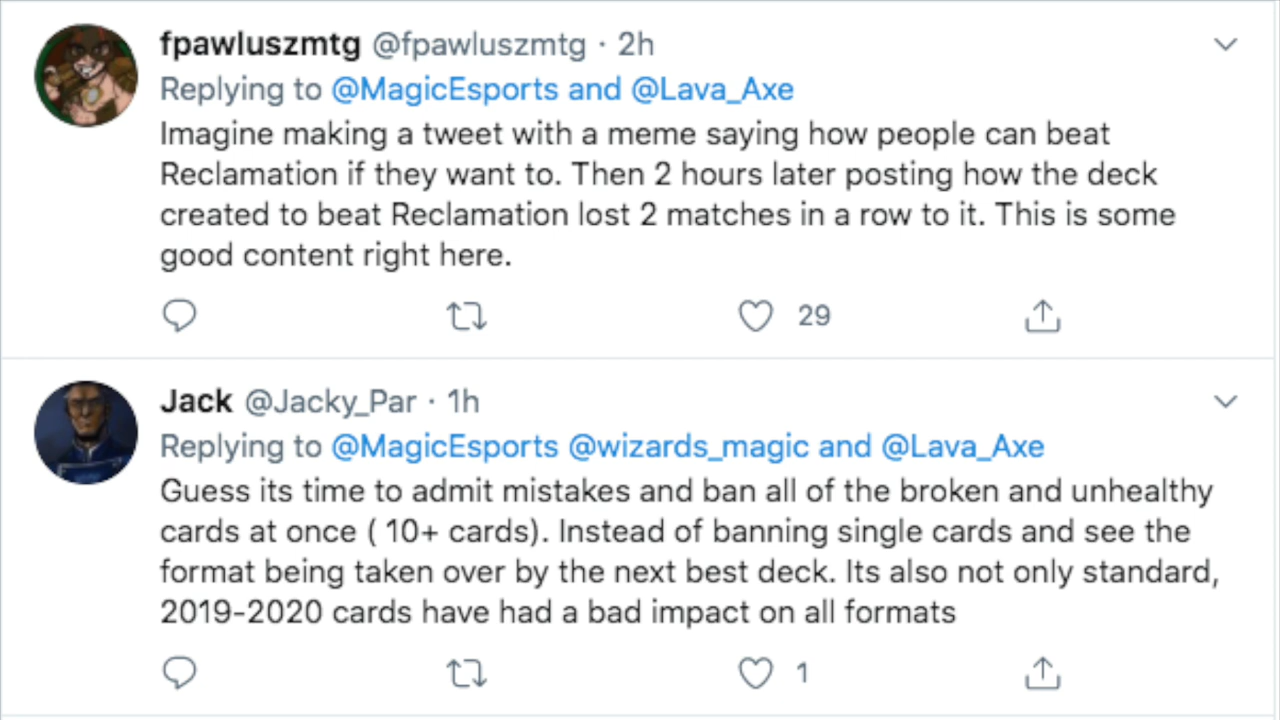 fpawluszmtg @fpawluszmtg · 2h
Replying to @MagicEsports and @Lava_Axe
Imagine making a tweet with a meme saying how people can beat
Reclamation if they want to. Then 2 hours later posting how the deck
created to beat Reclamation lost 2 matches in a row to it. This is some
good content right here.
29
Jack @Jacky_Par · 1h
Replying to @MagicEsports @wizards_magic and @Lava_Axe
Guess its time to admit mistakes and ban all of the broken and unhealthy
cards at once ( 10+ cards). Instead of banning single cards and see the
format being taken over by the next best deck. Its also not only standard,
2019-2020 cards have had a bad impact on all formats
1